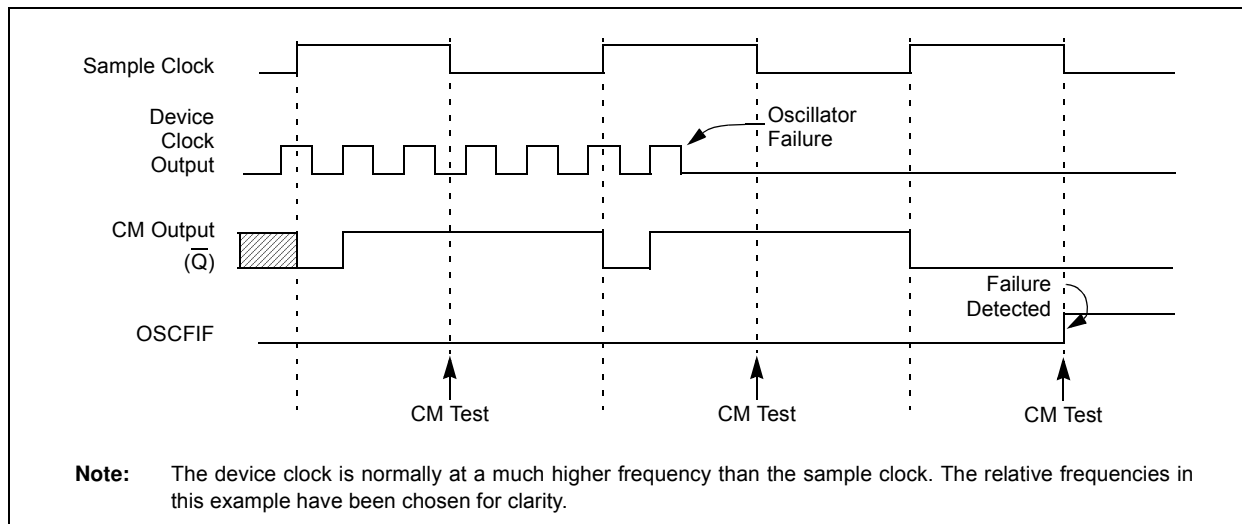 Sample Clock
Device
Clock
Output
Oscillator
Failure
CM Output
(Q̅)
Failure
Detected
OSCFIF
CM Test
CM Test
CM Test
Note: The device clock is normally at a much higher frequency than the sample clock. The relative frequencies in
this example have been chosen for clarity.